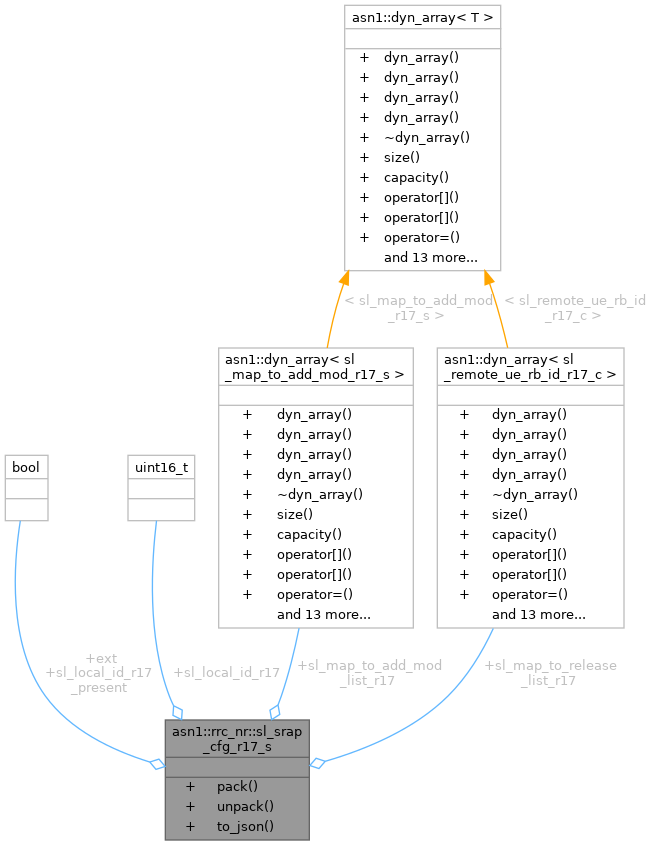 asn1::dyn_array< T >
+ dyn_array()
+ dyn_array()
+ dyn_array()
+ dyn_array()
+ ~dyn_array()
+ size()
+ capacity()
+ operator[]()
+ operator[]()
+ operator=()
and 13 more...
< sl_map_to_add_mod
_r17_s >
< sl_remote_ue_rb_id
_r17_c >
asn1::dyn_array< sl
_map_to_add_mod_r17_s >
+ dyn_array()
+ dyn_array()
+ dyn_array()
+ dyn_array()
+ ~dyn_array()
+ size()
+ capacity()
+ operator[]()
+ operator[]()
+ operator=()
and 13 more...
asn1::dyn_array< sl
_remote_ue_rb_id_r17_c >
+ dyn_array()
+ dyn_array()
+ dyn_array()
+ dyn_array()
+ ~dyn_array()
+ size()
+ capacity()
+ operator[]()
+ operator[]()
+ operator=()
and 13 more...
bool
uint16_t
+ext
+sl_local_id_r17
_present
+sl_local_id_r17
+sl_map_to_add_mod
_list_r17
+sl_map_to_release
_list_r17
asn1::rrc_nr::sl_srap
_cfg_r17_s
+ pack()
+ unpack()
+ to_json()